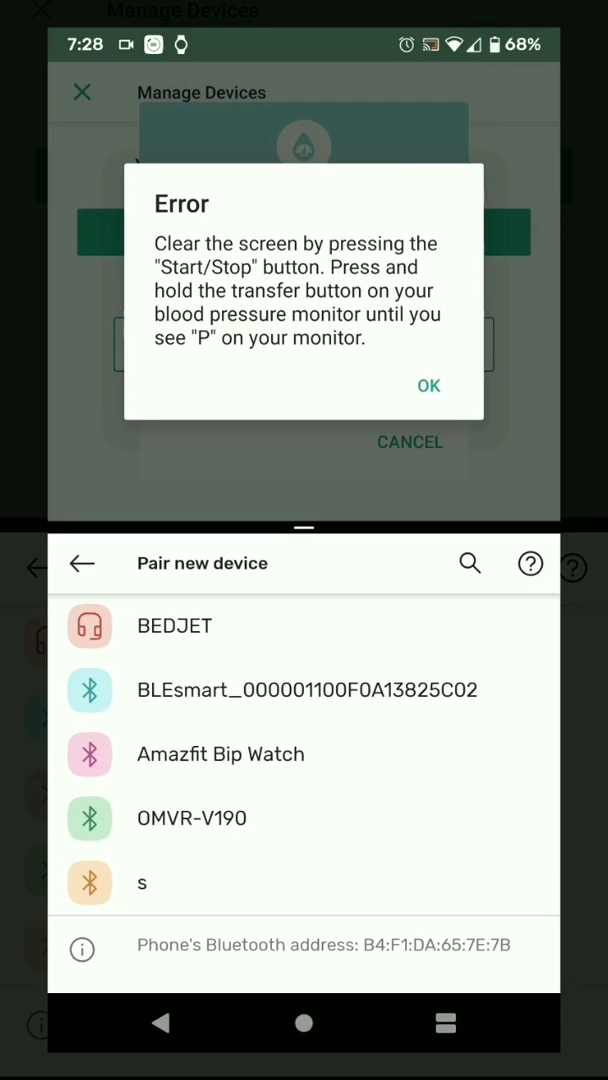 Manage Devices
7:28 68%
Manage Devices
Error
Clear the screen by pressing the
"Start/Stop" button. Press and
hold the transfer button on your
blood pressure monitor until you
see "P" on your monitor.
OK
CANCEL
Pair new device
BEDJET
BLEsmart_000001100F0A13825C02
Amazfit Bip Watch
OMVR-V190
s
Phone's Bluetooth address: B4:F1:DA:65:7E:7B